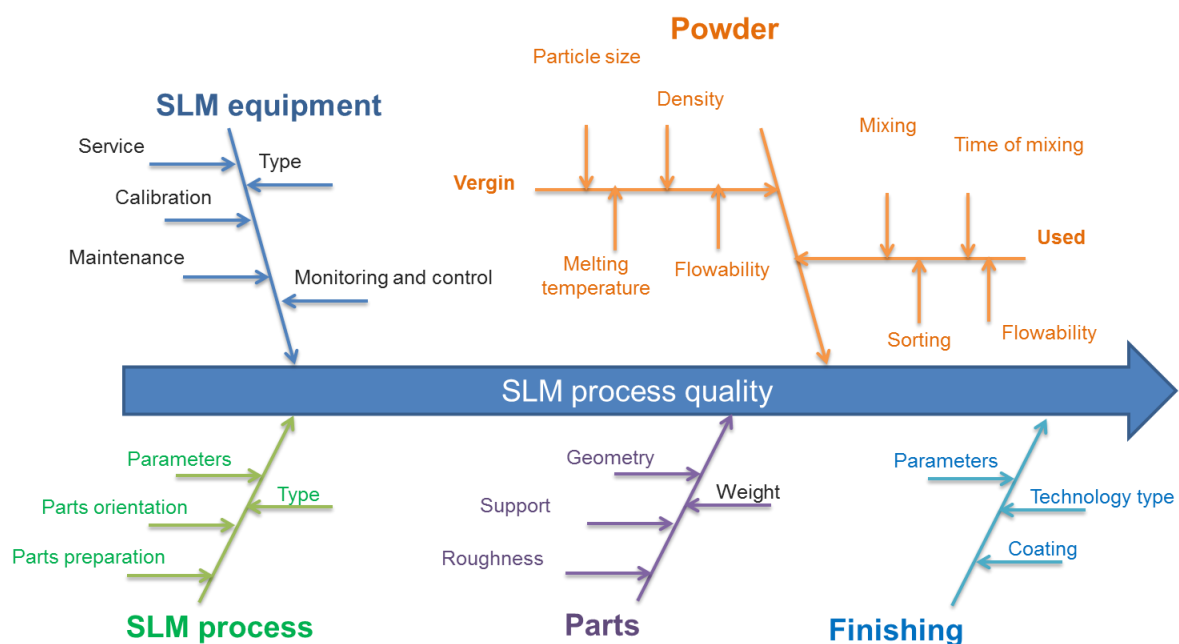 Powder
Particle size
SLM equipment
Density
Mixing
Service
Type
Time of mixing
Vergin
Calibration
Used
Maintenance
Monitoring and control
Melting
temperature
Flowability
Sorting
Flowability
SLM process quality
Parameters
Geometry
Parameters
Parts orientation
Type
Support
Weight
Technology type
Parts preparation
Roughness
Coating
SLM process
Parts
Finishing